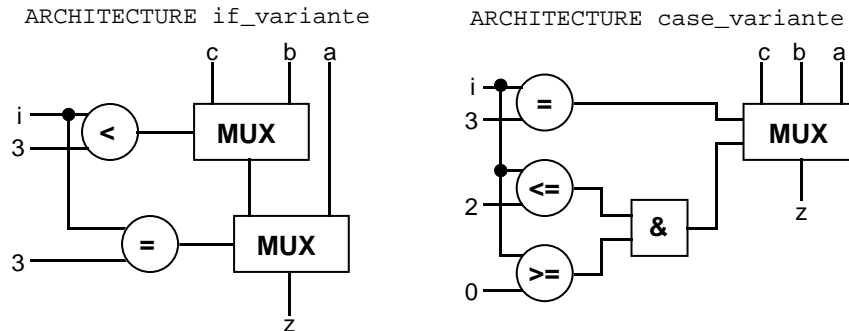 ARCHITECTURE if_variante
ARCHITECTURE case_variante
c b a
i
3
<
MUX
3
=
MUX
z
c b a
i
3
=
MUX
2
<=
&
z
0
>=